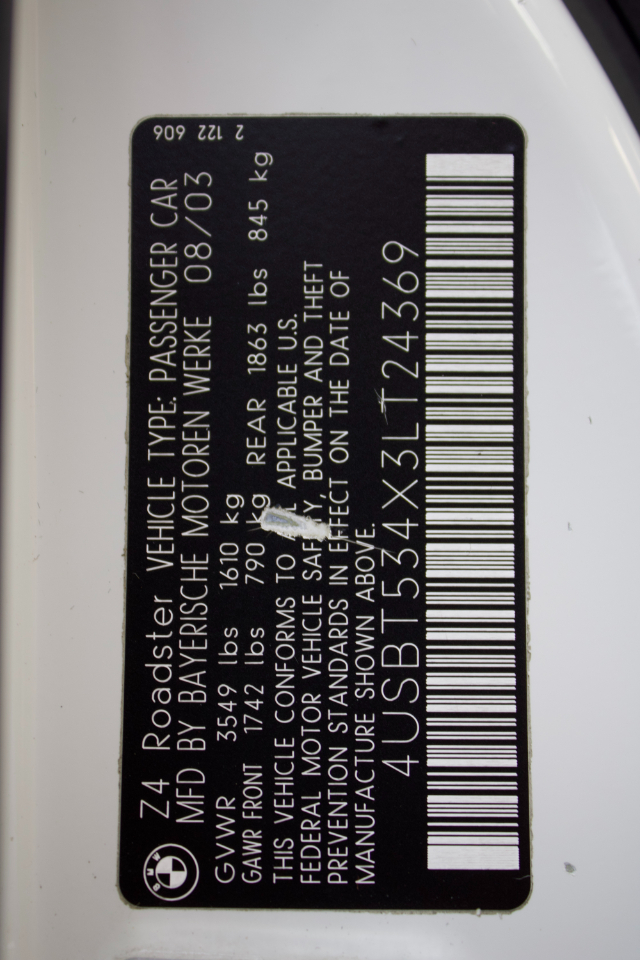 Z4 Roadster VEHICLE TYPE: PASSENGER CAR
MFD BY BAYERISCHE MOTOREN WERKE 08/03
GVWR 3549 lbs 1610 kg
GAWR FRONT 1742 lbs 790 kg REAR 1863 lbs 845 kg
THIS VEHICLE CONFORMS TO APPLICABLE U.S.
FEDERAL MOTOR VEHICLE SAFETY, BUMPER AND THEFT
PREVENTION STANDARDS IN EFFECT ON THE DATE OF
MANUFACTURE SHOWN ABOVE.
4USBT534X3LT24369
2 122 606
BMW